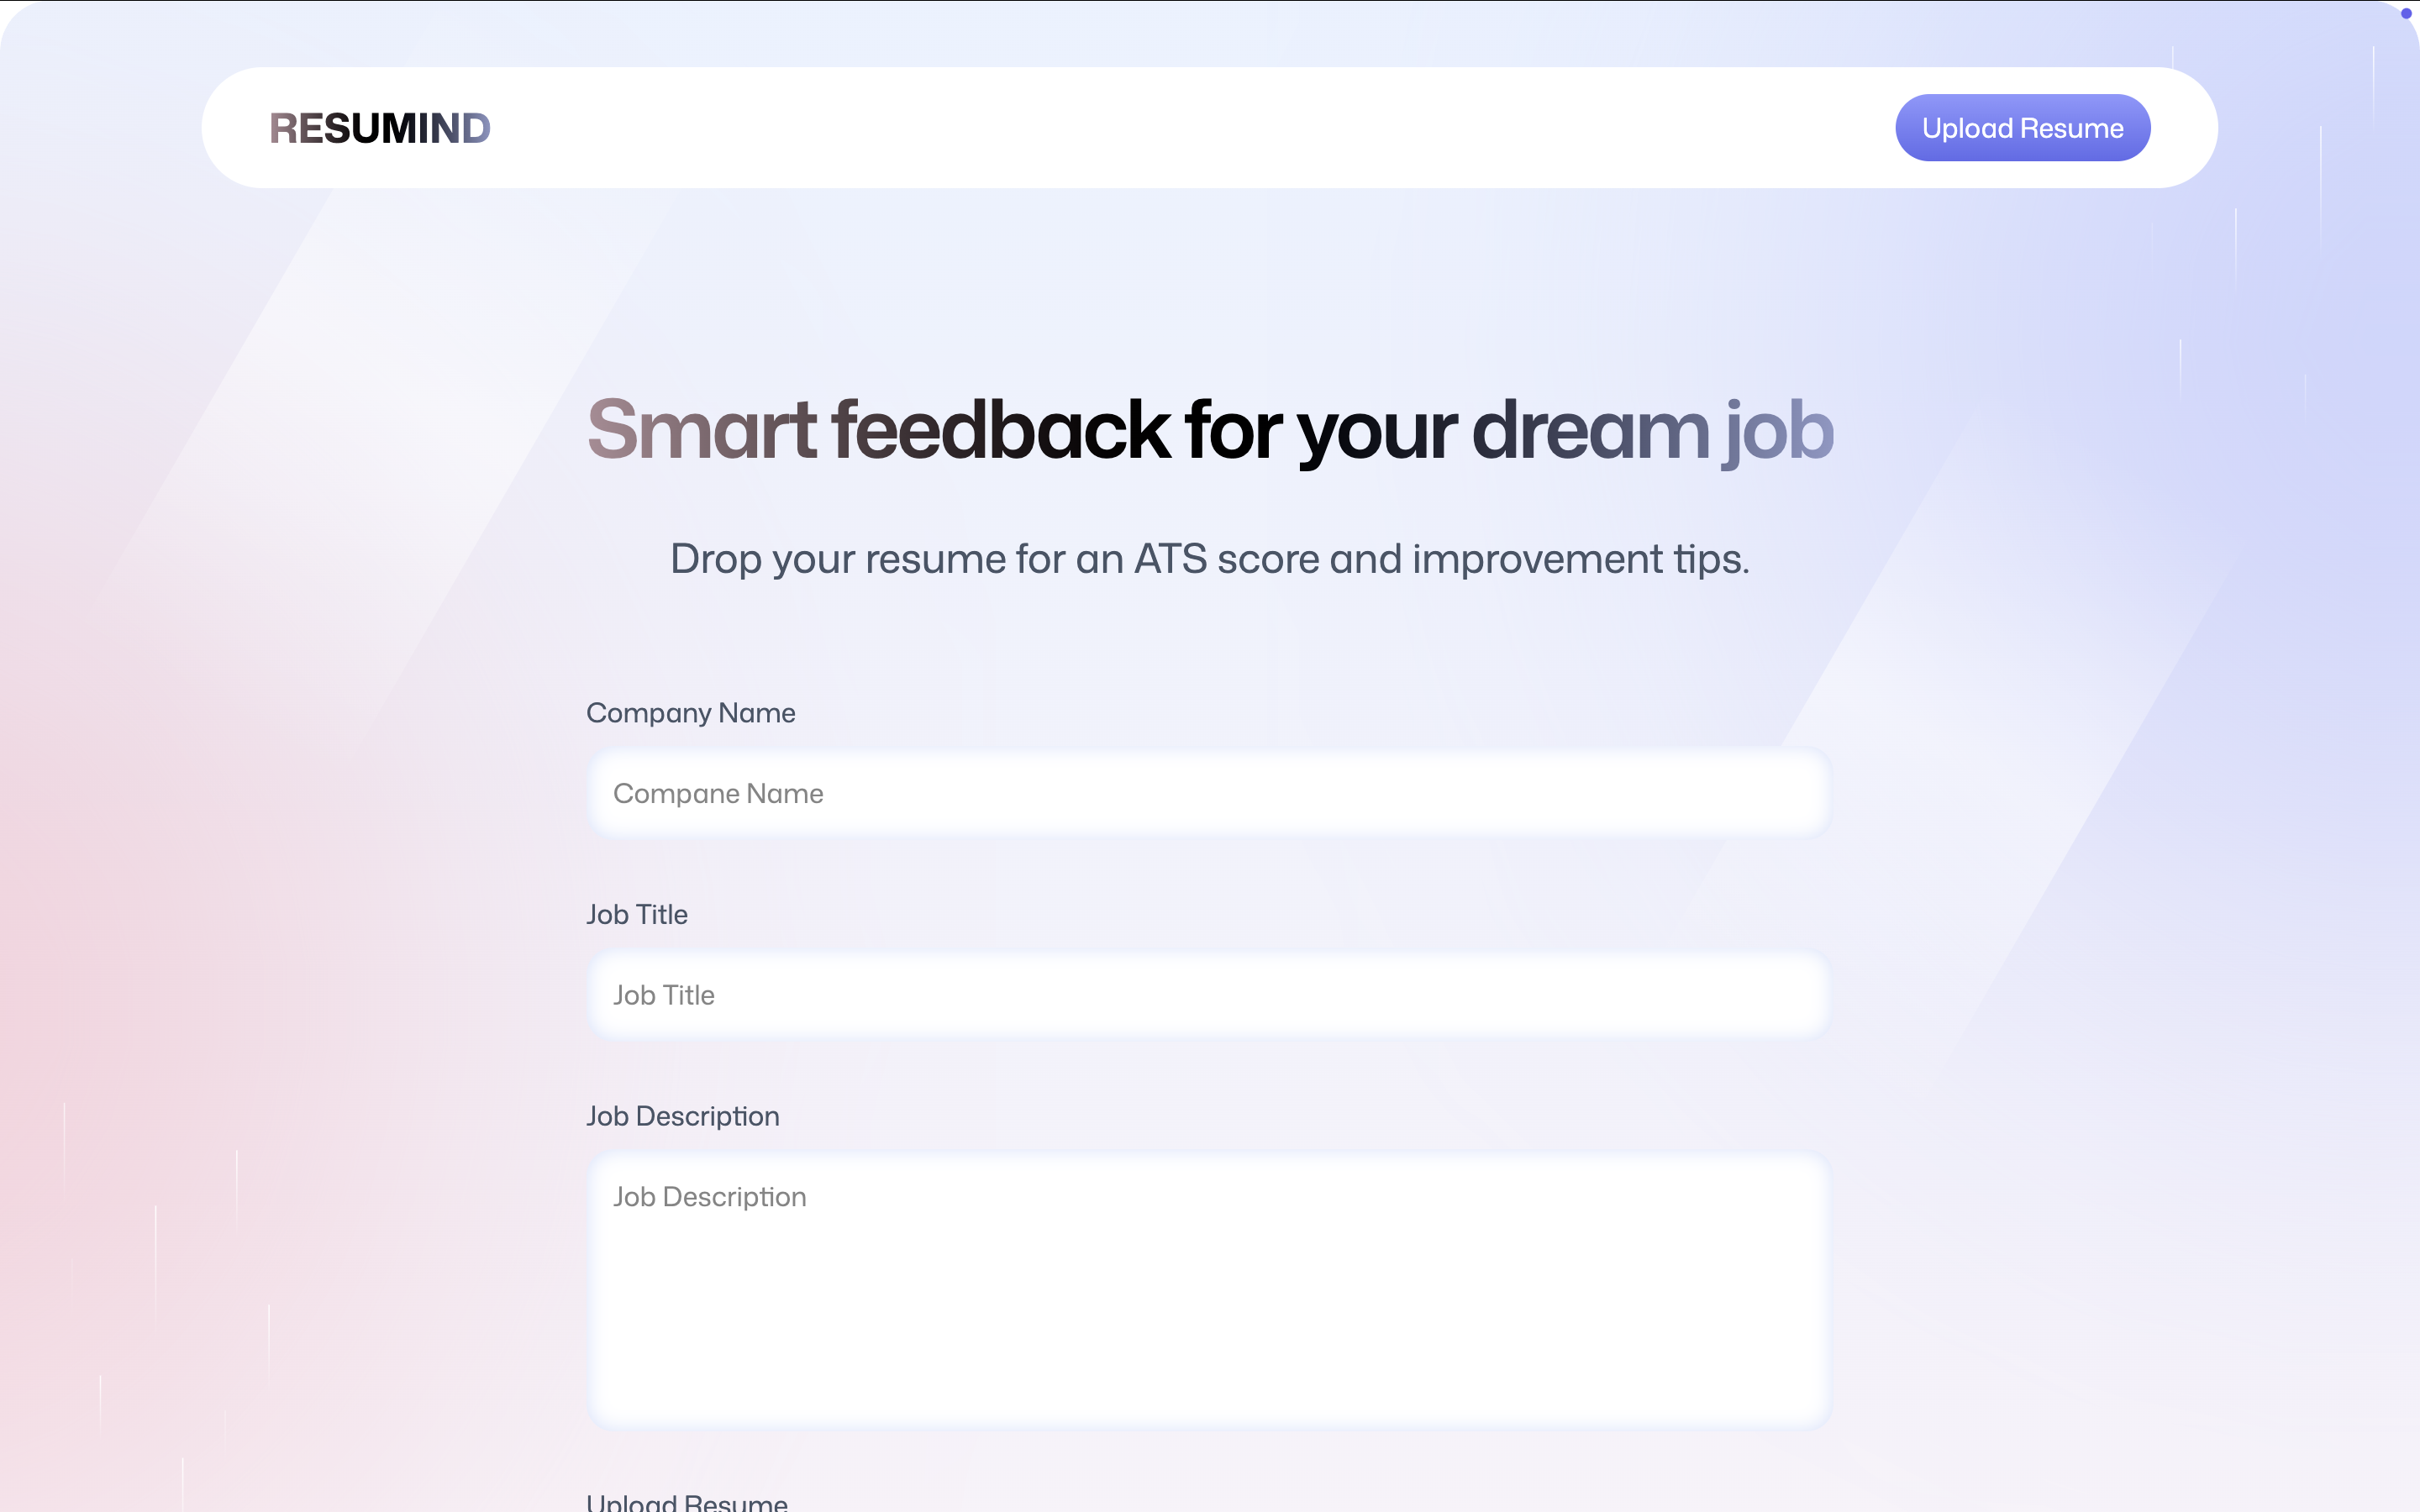 RESUMIND
Upload Resume
Smart feedback for your dream job
Drop your resume for an ATS score and improvement tips.
Company Name
Compane Name
Job Title
Job Title
Job Description
Job Description
Upload Resume